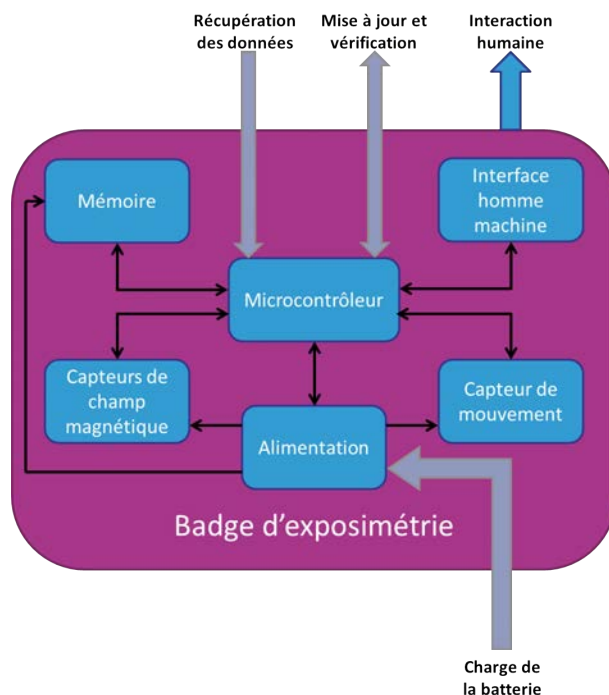 Récupération
des données
Mise à jour et
vérification
Interaction
humaine
Mémoire
Interface
homme
machine
Microcontrôleur
Capteurs de
champ
magnétique
Capteur de
mouvement
Alimentation
Badge d'exposimétrie
Charge de
la batterie